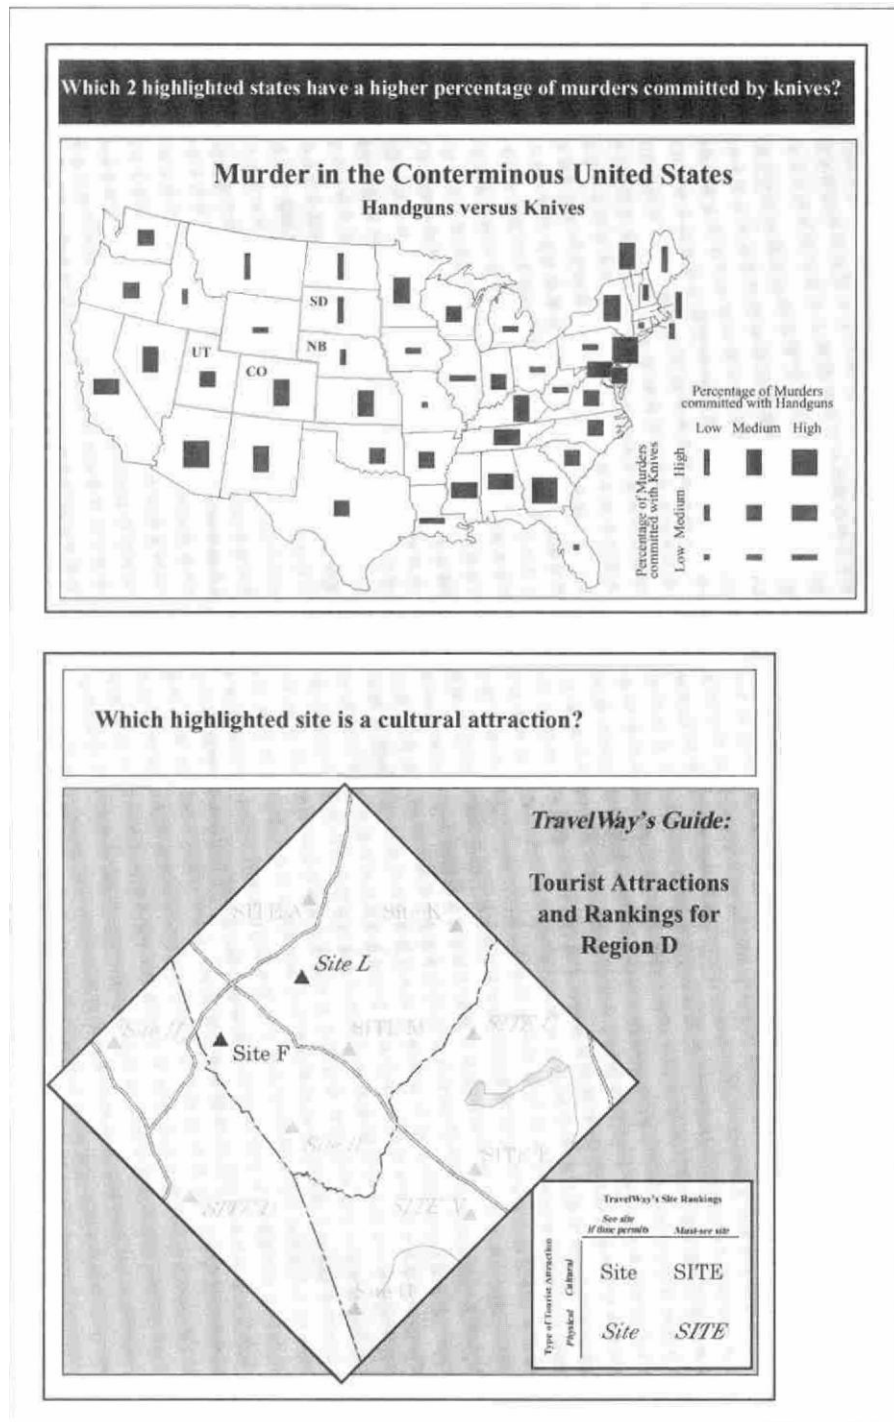 Which 2 highlighted states have a higher percentage of murders committed by knives?
Murder in the Conterminous United States
Handguns versus Knives
SD
NB
UT
CO
Percentage of Murders
committed with Handguns
Low Medium High
Percentage of Murders
committed with Knives
Low Medium High
Which highlighted site is a cultural attraction?
TravelWay's Guide:
Tourist Attractions
and Rankings for
Region D
SITE A
Site K
Site L
SITE M
Site F
TravelWay's Site Rankings
See site
if time permits
Must-see site
Type of Tourist Attraction
Physical Cultural
Site SITE
Site SITE